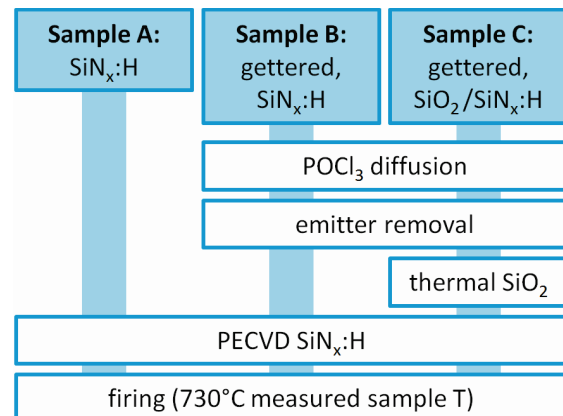 Sample A:
SiNₓ:H
Sample B:
gettered,
SiNₓ:H
Sample C:
gettered,
SiO₂/SiNₓ:H
POCl₃ diffusion
emitter removal
thermal SiO₂
PECVD SiNₓ:H
firing (730°C measured sample T)